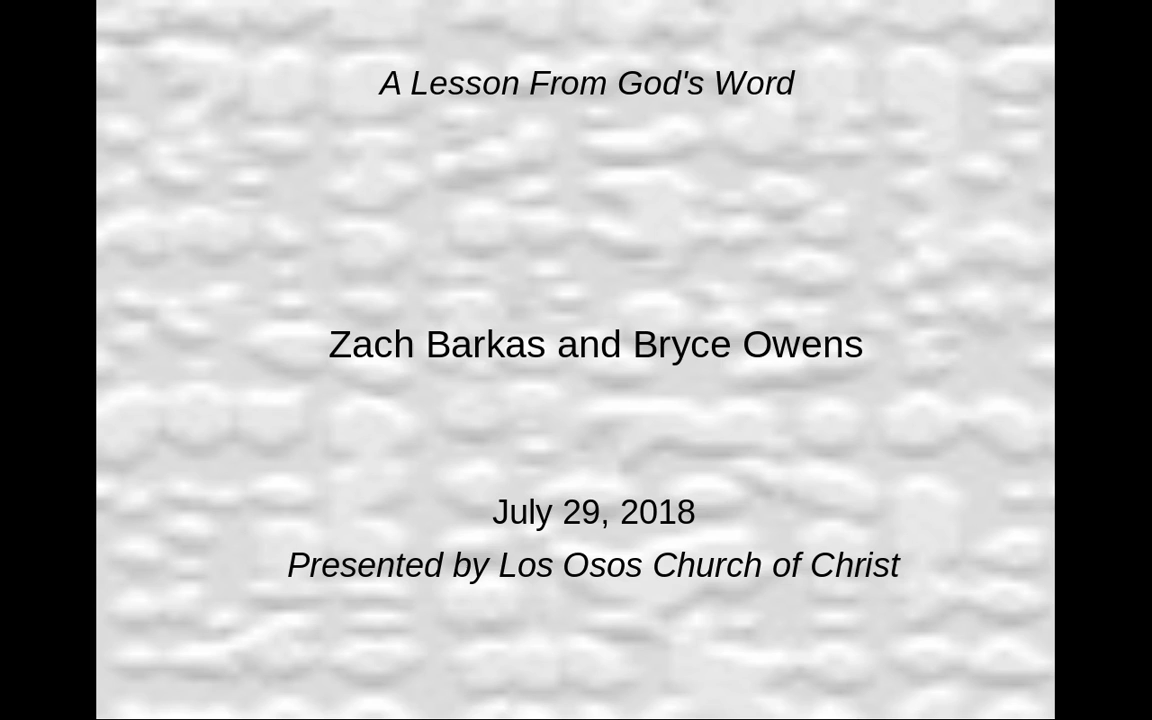 A Lesson From God's Word
Zach Barkas and Bryce Owens
July 29, 2018
Presented by Los Osos Church of Christ